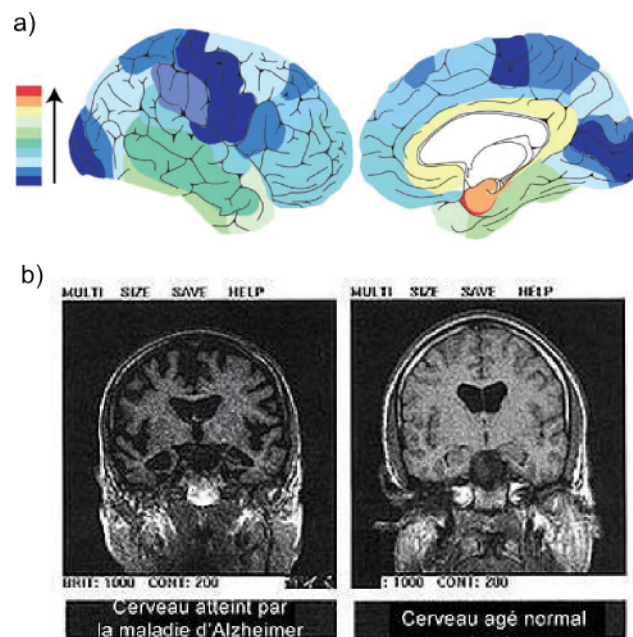 a)
b)
MULTI SIZE SAVE HELP
MULTI SIZE SAVE HELP
BRIT: 1000 CONT: 200
: 1000 CONT: 200
Cerveau atteint par
la maladie d'Alzheimer
Cerveau agé normal